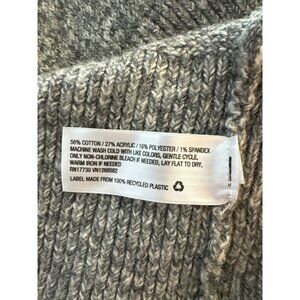 56% COTTON / 27% ACRYLIC / 16% POLYESTER / 1% SPANDEX
MACHINE WASH COLD WITH LIKE COLORS, GENTLE CYCLE,
ONLY NON-CHLORINE BLEACH IF NEEDED, LAY FLAT TO DRY,
WARM IRON IF NEEDED
RN17730 VN1268582
LABEL MADE FROM 100% RECYCLED PLASTIC